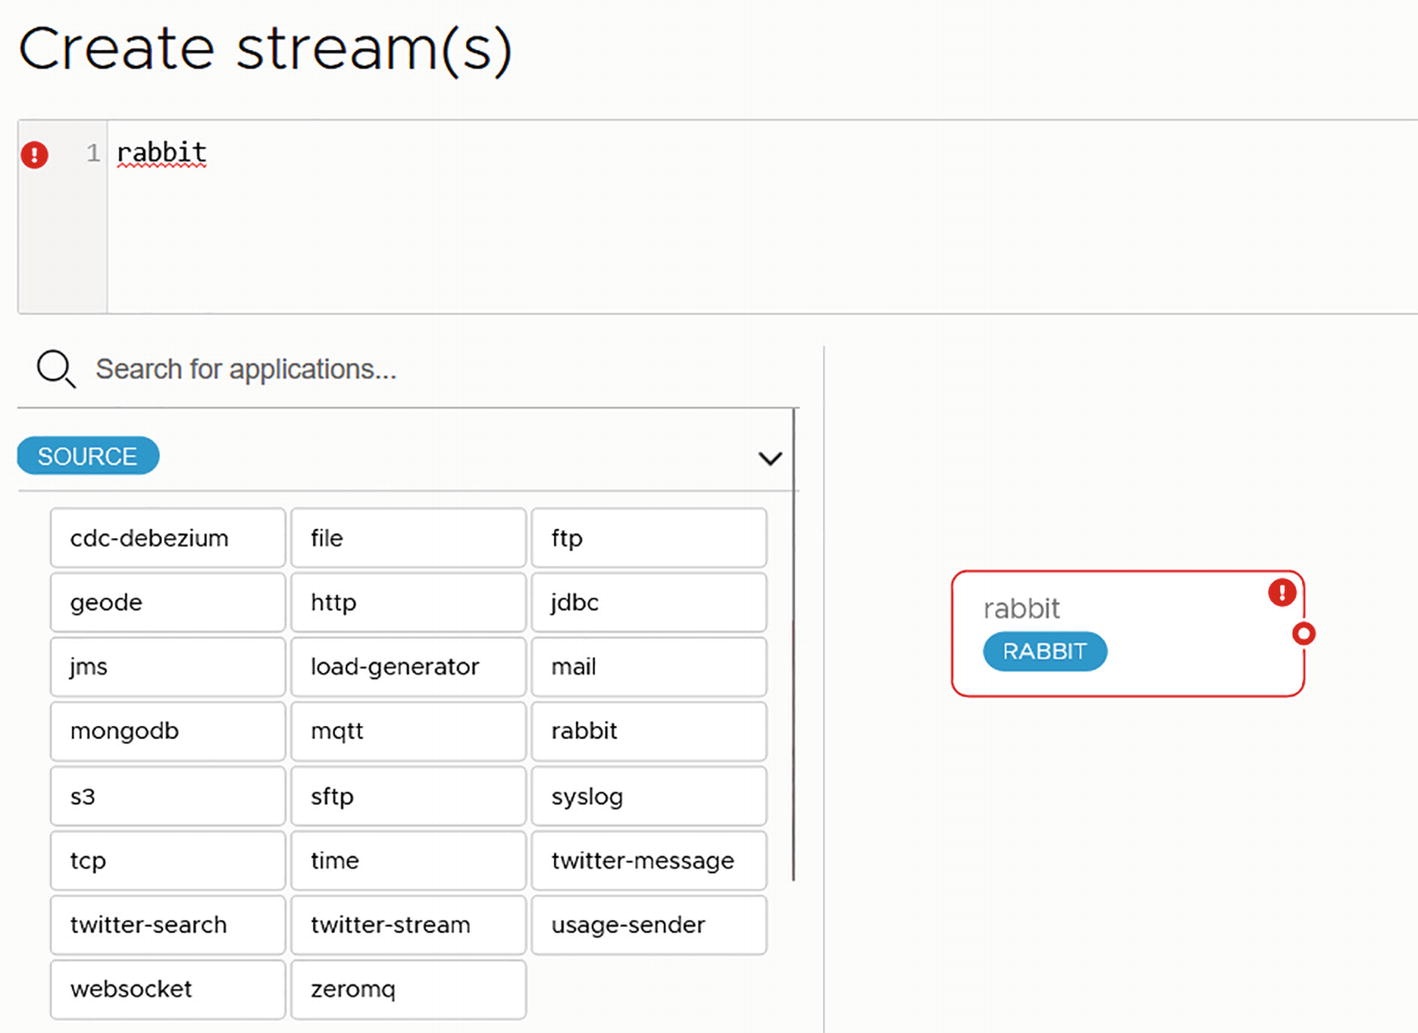 Create stream(s)
1 rabbit
Search for applications...
SOURCE
cdc-debezium file ftp
geode http jdbc
jms load-generator mail
mongodb mqtt rabbit
s3 sftp syslog
tcp time twitter-message
twitter-search twitter-stream usage-sender
websocket zeromq
rabbit
RABBIT